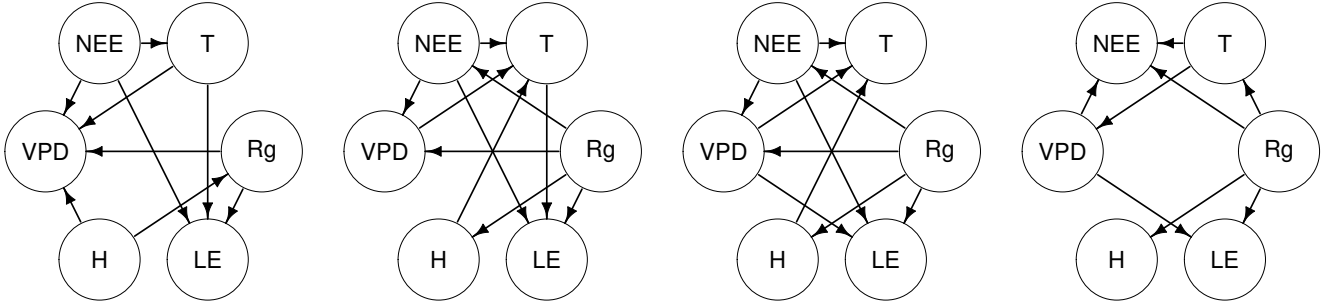 NEE T NEE T NEE T NEE T
VPD Rg VPD Rg VPD Rg VPD Rg
H LE H LE H LE H LE